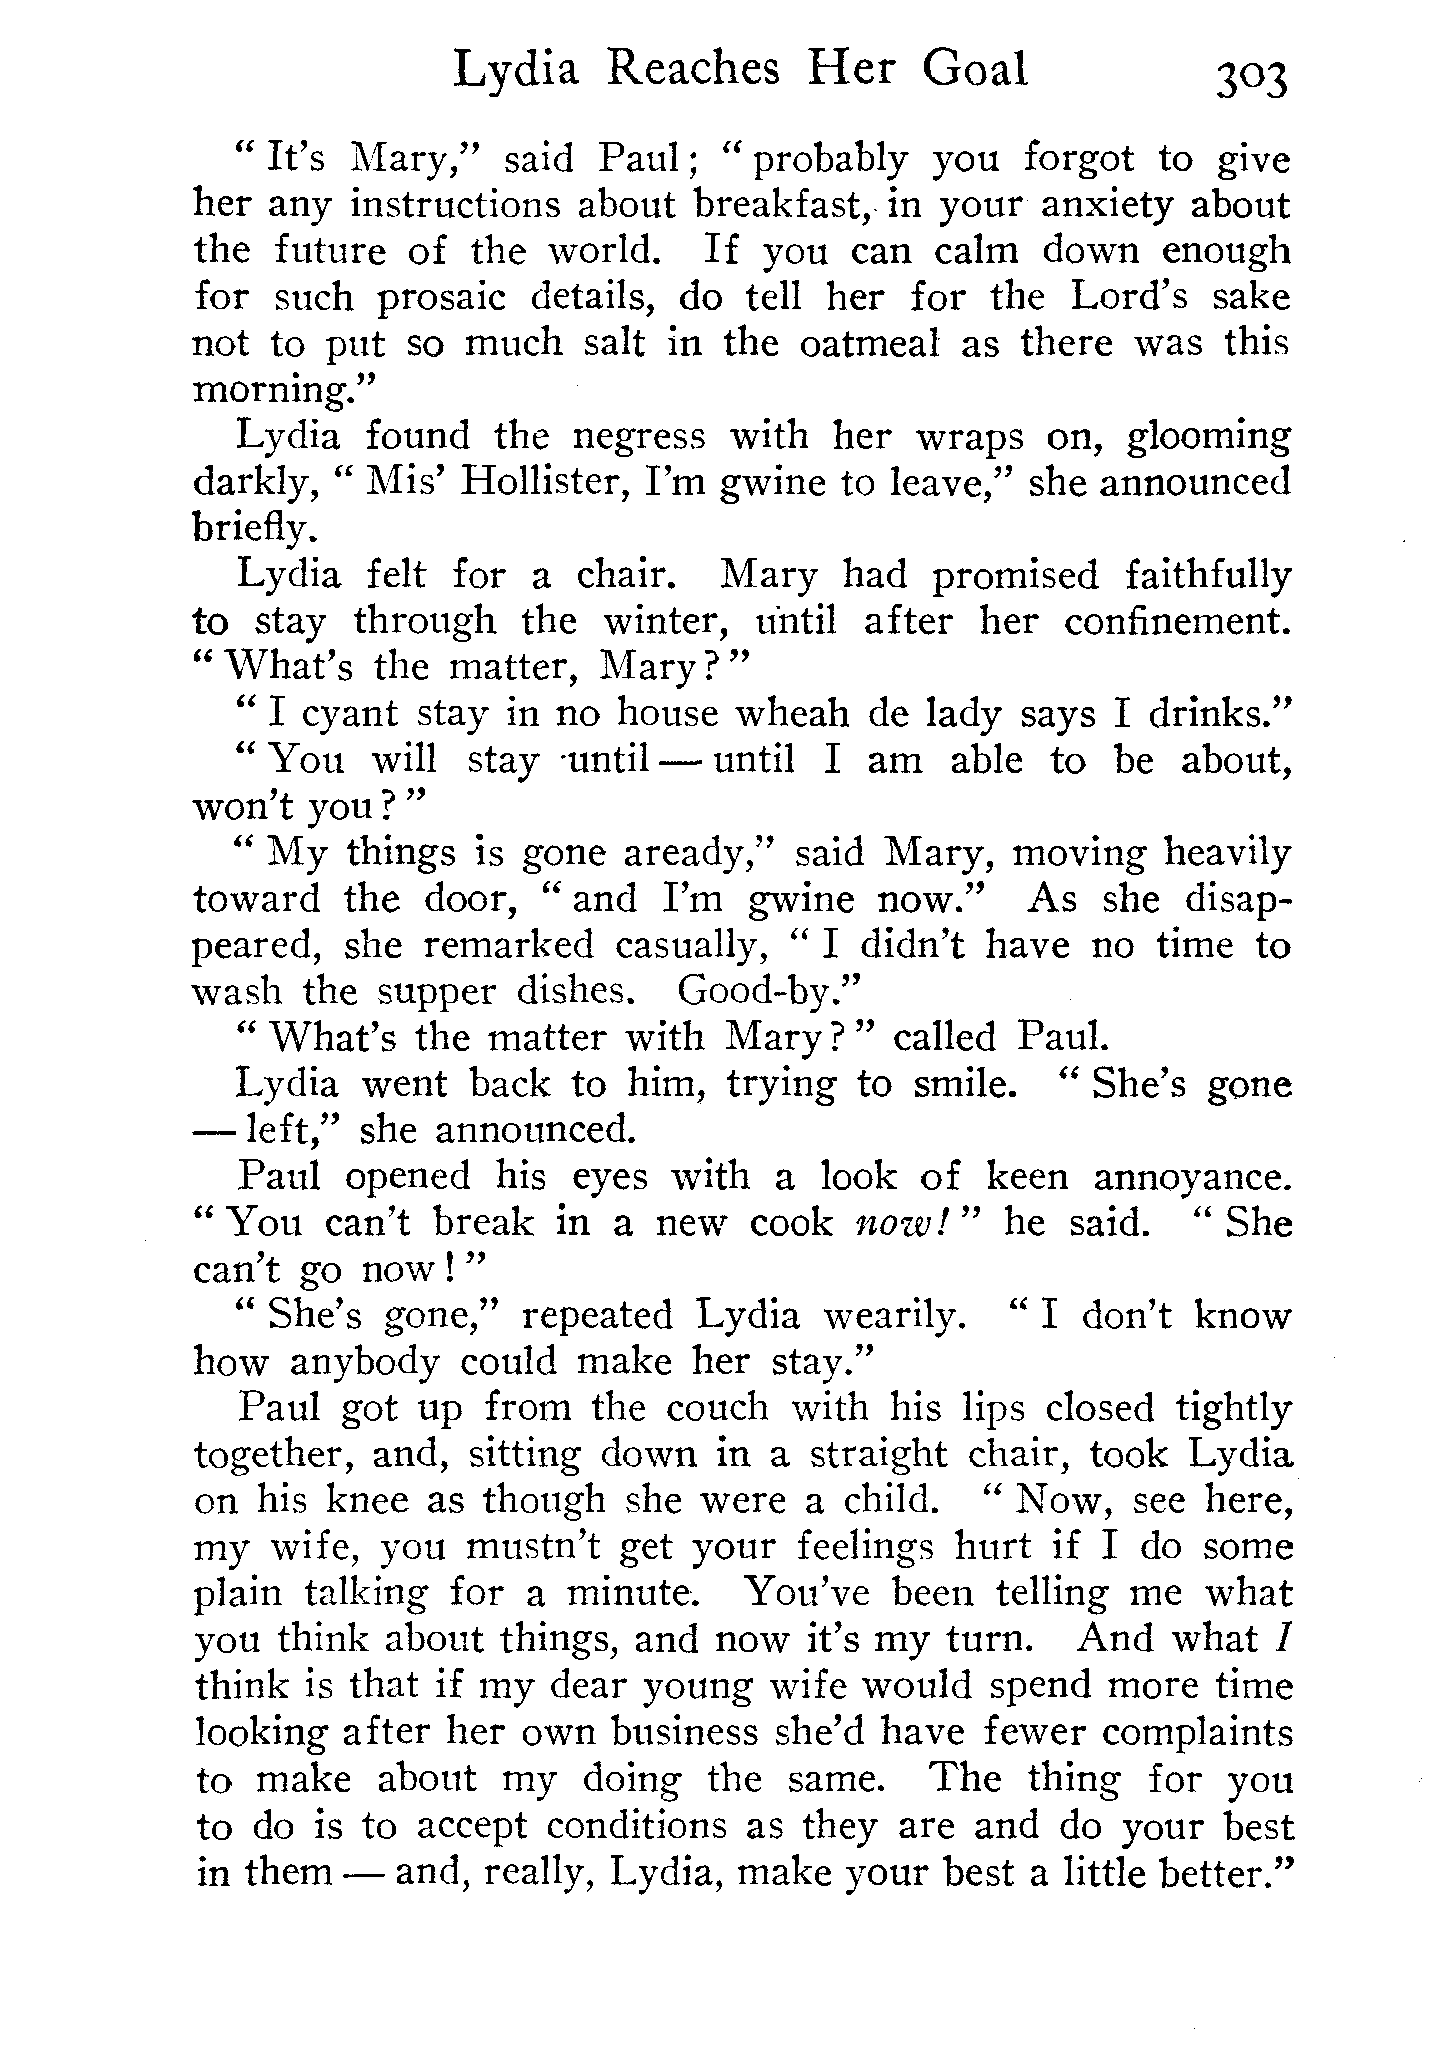 Lydia Reaches Her Goal 303
" It's Mary," said Paul; " probably you forgot to give
her any instructions about breakfast, in your anxiety about
the future of the world. If you can calm down enough
for such prosaic details, do tell her for the Lord's sake
not to put so much salt in the oatmeal as there was this
morning."
Lydia found the negress with her wraps on, glooming
darkly, " Mis' Hollister, I'm gwine to leave," she announced
briefly.
Lydia felt for a chair. Mary had promised faithfully
to stay through the winter, until after her confinement.
" What's the matter, Mary? "
" I cyant stay in no house wheah de lady says I drinks."
" You will stay until — until I am able to be about,
won't you? "
" My things is gone aready," said Mary, moving heavily
toward the door, " and I'm gwine now." As she disap-
peared, she remarked casually, " I didn't have no time to
wash the supper dishes. Good-by."
" What's the matter with Mary? " called Paul.
Lydia went back to him, trying to smile. " She's gone
— left," she announced.
Paul opened his eyes with a look of keen annoyance.
" You can't break in a new cook now! " he said. " She
can't go now! "
" She's gone," repeated Lydia wearily. " I don't know
how anybody could make her stay."
Paul got up from the couch with his lips closed tightly
together, and, sitting down in a straight chair, took Lydia
on his knee as though she were a child. " Now, see here,
my wife, you mustn't get your feelings hurt if I do some
plain talking for a minute. You've been telling me what
you think about things, and now it's my turn. And what I
think is that if my dear young wife would spend more time
looking after her own business she'd have fewer complaints
to make about my doing the same. The thing for you
to do is to accept conditions as they are and do your best
in them — and, really, Lydia, make your best a little better."